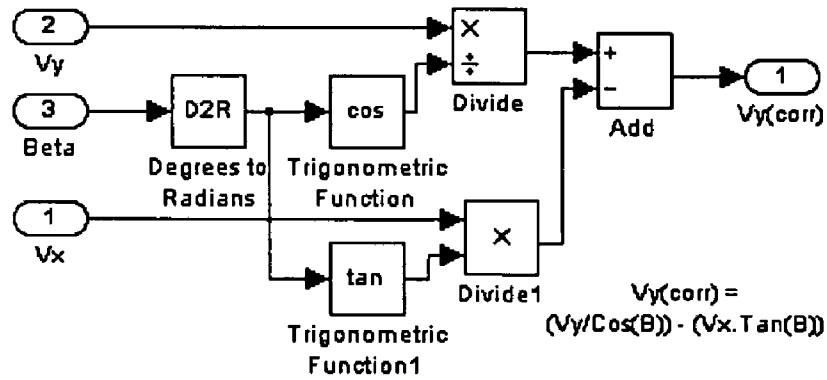 2
Vy
×
÷
Divide
+
−
Add
1
Vy(corr)
3
Beta
D2R
Degrees to
Radians
cos
Trigonometric
Function
1
Vx
×
Divide1
tan
Trigonometric
Function1
Vy(corr) =
(Vy/Cos(B)) - (Vx.Tan(B))